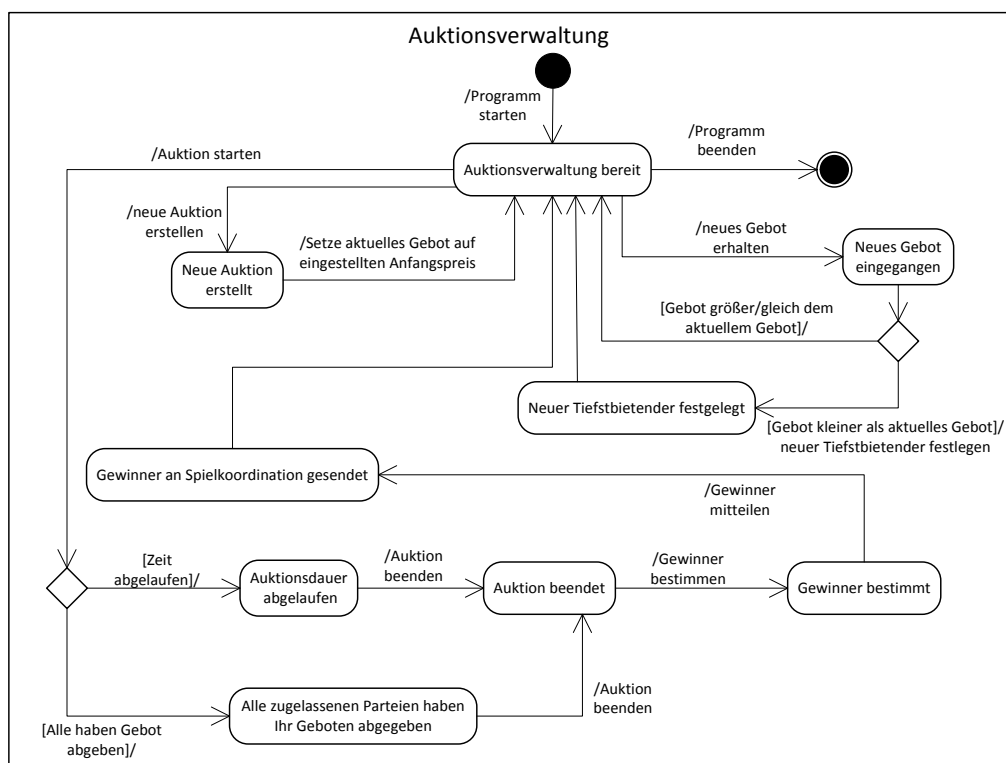 Auktionsverwaltung
/Programm
starten
/Programm
beenden
/Auktion starten
Auktionsverwaltung bereit
/neue Auktion
erstellen
/Setze aktuelles Gebot auf
eingestellten Anfangspreis
/neues Gebot
erhalten
Neues Gebot
eingegangen
Neue Auktion
erstellt
[Gebot größer/gleich dem
aktuellem Gebot]/
Neuer Tiefstbietender festgelegt
[Gebot kleiner als aktuelles Gebot]/
neuer Tiefstbietender festlegen
Gewinner an Spielkoordination gesendet
/Gewinner
mitteilen
[Zeit
abgelaufen]/
Auktionsdauer
abgelaufen
/Auktion
beenden
Auktion beendet
/Gewinner
bestimmen
Gewinner bestimmt
Alle zugelassenen Parteien haben
Ihr Geboten abgegeben
/Auktion
beenden
[Alle haben Gebot
abgeben]/